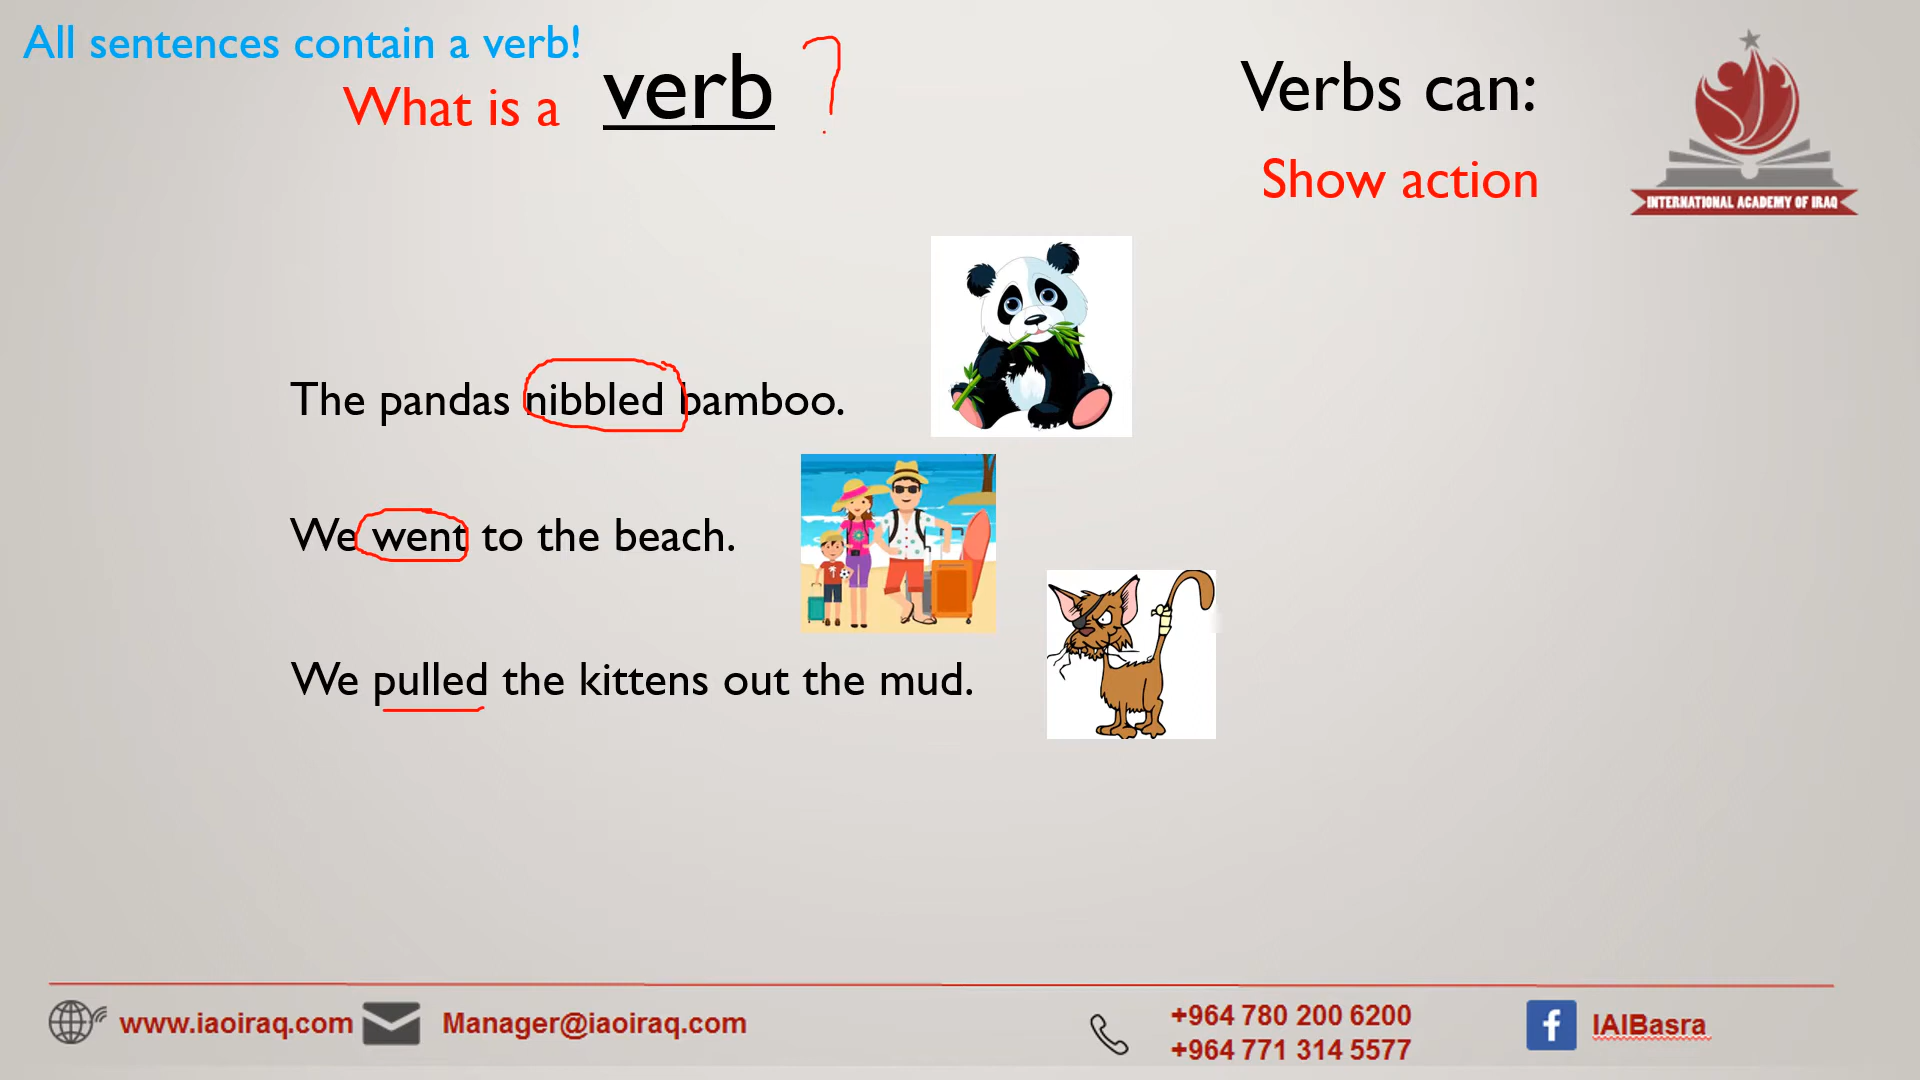 All sentences contain a verb!
What is a verb ?
Verbs can:
Show action
INTERNATIONAL ACADEMY OF IRAQ
The pandas nibbled bamboo.
We went to the beach.
We pulled the kittens out the mud.
www.iaoiraq.com
Manager@iaoiraq.com
+964 780 200 6200
+964 771 314 5577
f
IAIBasra